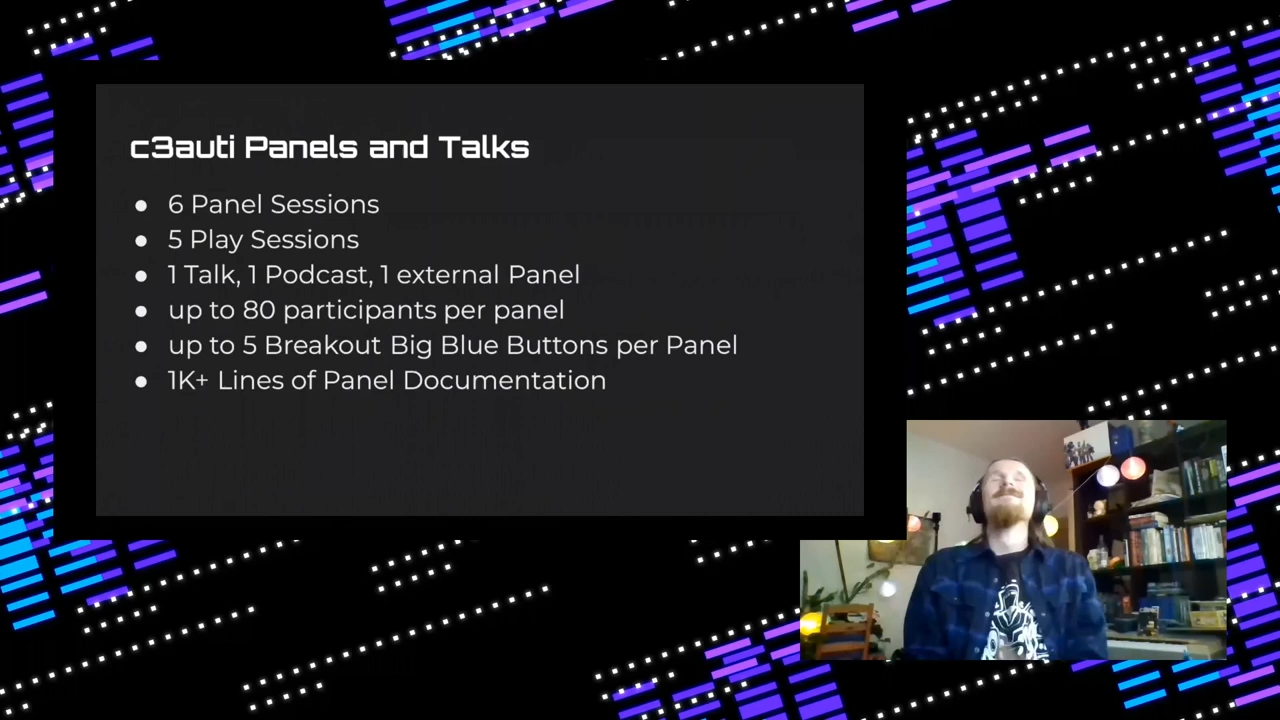 c3auti Panels and Talks
● 6 Panel Sessions
● 5 Play Sessions
● 1 Talk, 1 Podcast, 1 external Panel
● up to 80 participants per panel
● up to 5 Breakout Big Blue Buttons per Panel
● 1K+ Lines of Panel Documentation